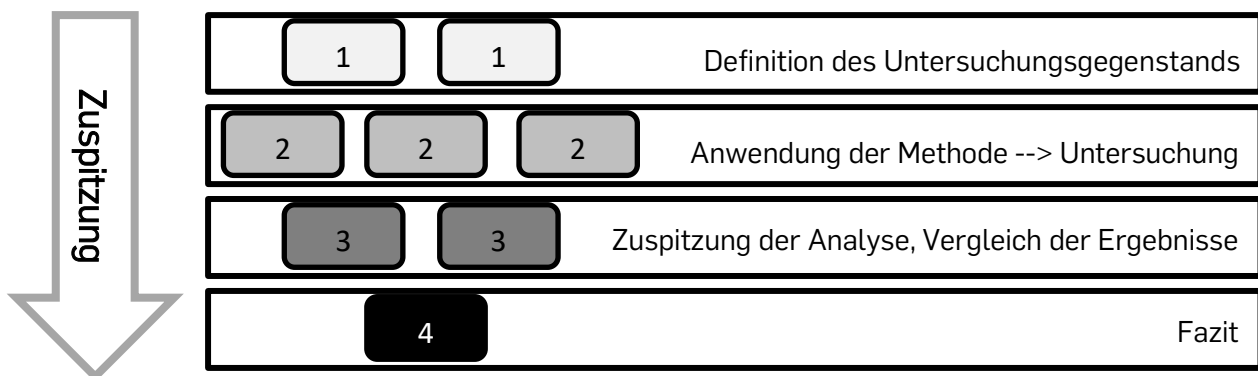 Zuspitzung
1 1 Definition des Untersuchungsgegenstands
2 2 2 Anwendung der Methode --> Untersuchung
3 3 Zuspitzung der Analyse, Vergleich der Ergebnisse
4 Fazit